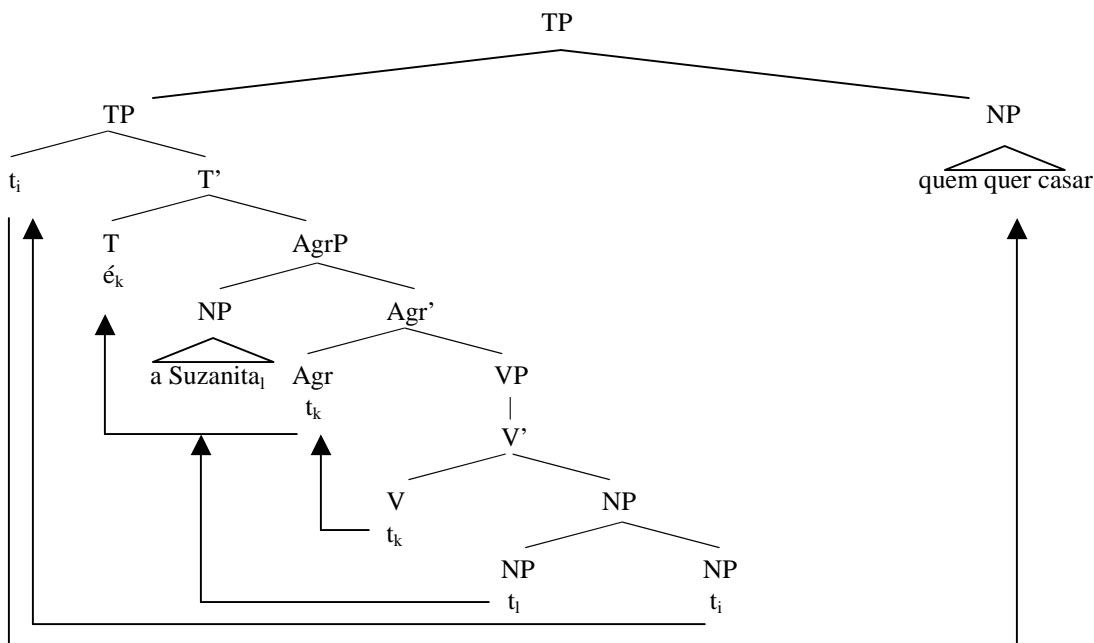 TP
TP NP
t_i T’ quem quer casar
T AgrP
é_k
NP Agr’
a Suzanita_l Agr VP
t_k
V’
V NP
t_k
NP NP
t_l t_i